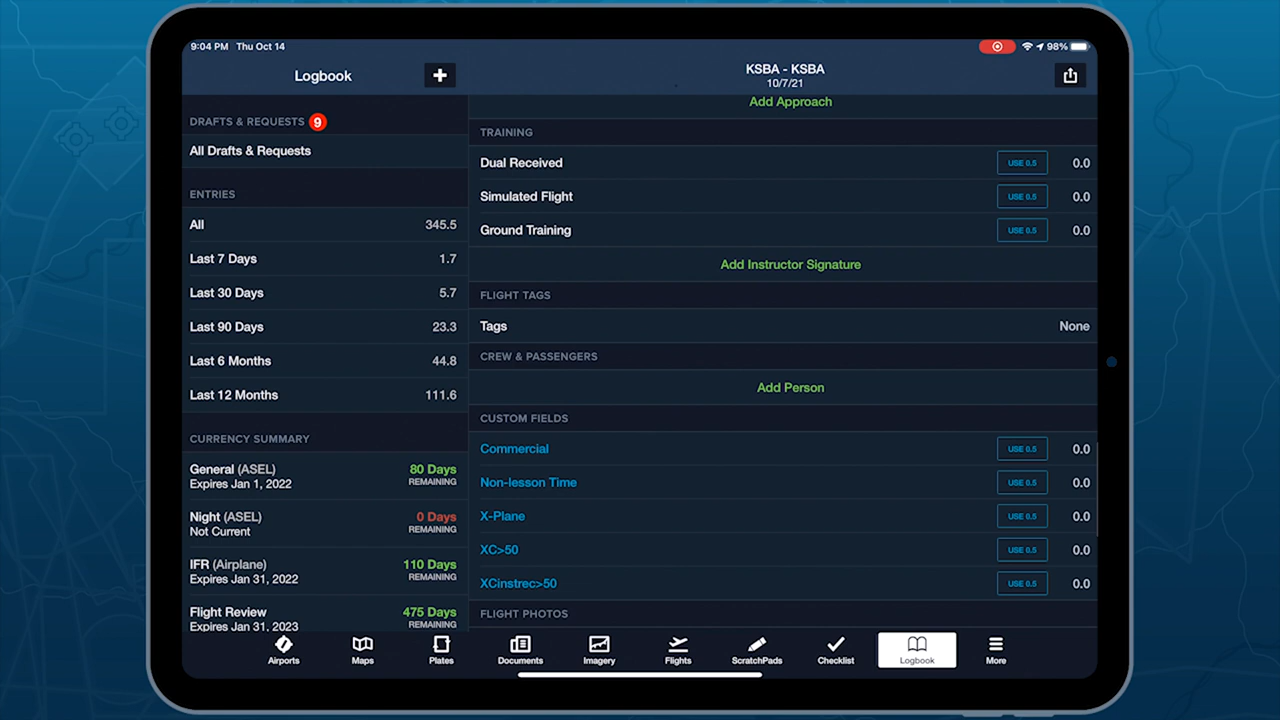 9:04 PM Thu Oct 14
98%
Logbook
KSBA - KSBA
10/7/21
DRAFTS & REQUESTS 9
All Drafts & Requests
ENTRIES
All 345.5
Last 7 Days 1.7
Last 30 Days 5.7
Last 90 Days 23.3
Last 6 Months 44.8
Last 12 Months 111.6
CURRENCY SUMMARY
General (ASEL) 80 Days
Expires Jan 1, 2022 REMAINING
Night (ASEL) 0 Days
Not Current REMAINING
IFR (Airplane) 110 Days
Expires Jan 31, 2022 REMAINING
Flight Review 475 Days
Expires Jan 31, 2023 REMAINING
Add Approach
TRAINING
Dual Received USE 0.5 0.0
Simulated Flight USE 0.5 0.0
Ground Training USE 0.5 0.0
Add Instructor Signature
FLIGHT TAGS
Tags None
CREW & PASSENGERS
Add Person
CUSTOM FIELDS
Commercial USE 0.5 0.0
Non-lesson Time USE 0.5 0.0
X-Plane USE 0.5 0.0
XC>50 USE 0.5 0.0
XCinstrec>50 USE 0.5 0.0
FLIGHT PHOTOS
Airports Maps Plates Documents Imagery Flights ScratchPads Checklist Logbook More